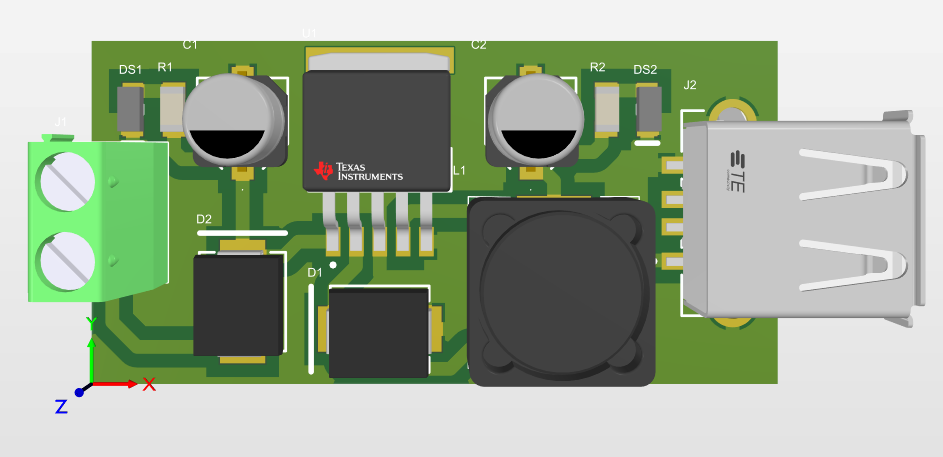 U1
C1
C2
DS1
R1
R2
DS2
J2
J1
TEXAS
INSTRUMENTS
L1
TE
D2
D1
Y
X
Z